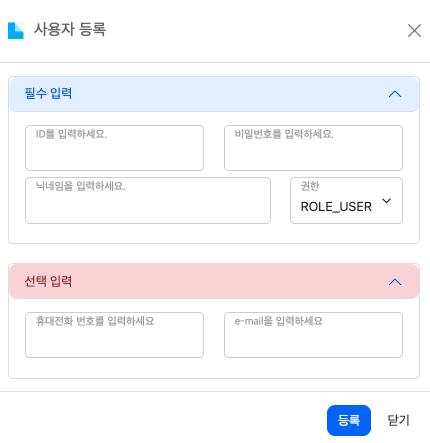 사용자 등록
필수 입력
ID를 입력하세요.
비밀번호를 입력하세요.
닉네임을 입력하세요.
권한
ROLE_USER
선택 입력
휴대전화 번호를 입력하세요
e-mail을 입력하세요
등록
닫기